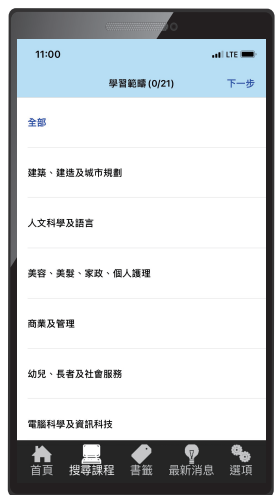 11:00 LTE
學習範疇 (0/21) 下一步
全部
建築、建造及城市規劃
人文科學及語言
美容、美髮、家政、個人護理
商業及管理
幼兒、長者及社會服務
電腦科學及資訊科技
首頁 搜尋課程 書籤 最新消息 選項